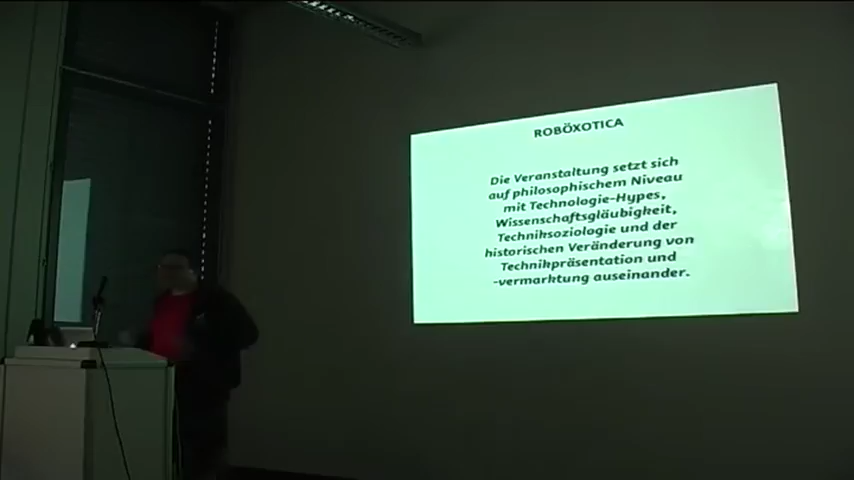 ROBÖXOTICA
Die Veranstaltung setzt sich
auf philosophischem Niveau
mit Technologie-Hypes,
Wissenschaftsgläubigkeit,
Techniksoziologie und der
historischen Veränderung von
Technikpräsentation und
-vermarktung auseinander.